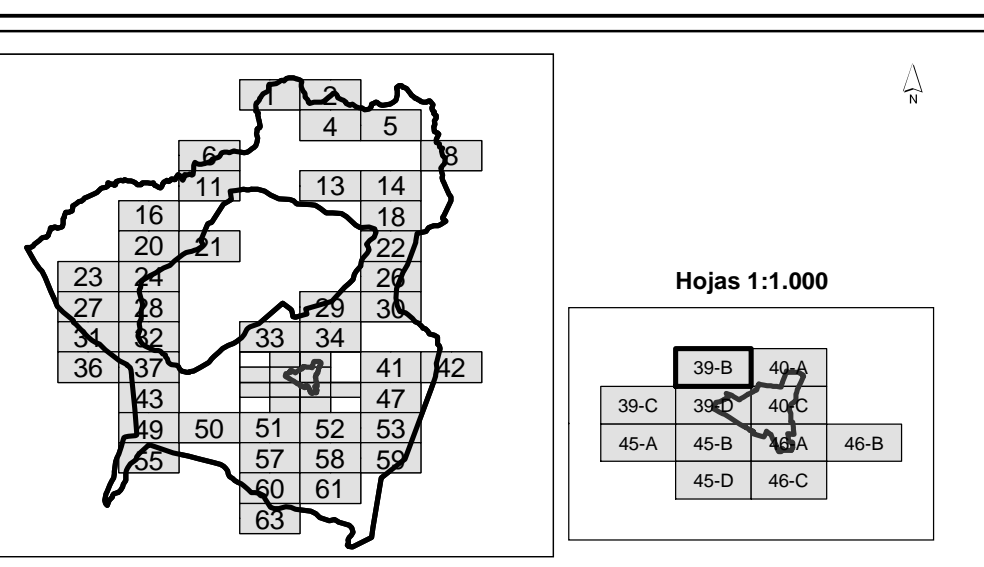 N
1 2
4 5
6 8
11 13 14
16 18
20 21 22
23 24 26
27 28 29 30
31 32 33 34
36 37 41 42
43 47
49 50 51 52 53
55 57 58 59
60 61
63
Hojas 1:1.000
39-B 40-A
39-C 39-D 40-C
45-A 45-B 46-A 46-B
45-D 46-C